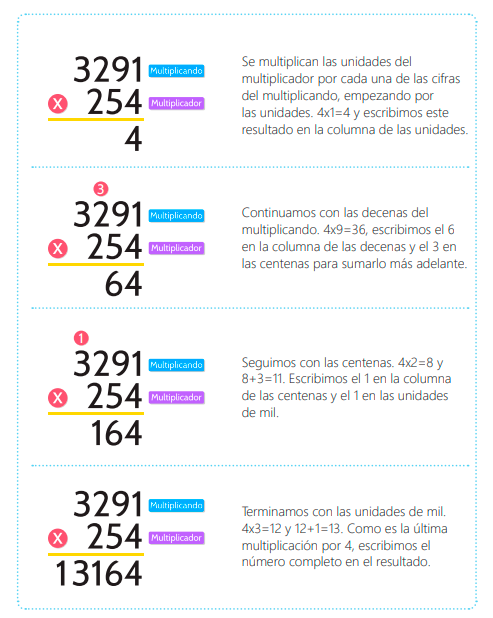 3291 Multiplicando
x 254 Multiplicador
4
Se multiplican las unidades del
multiplicador por cada una de las cifras
del multiplicando, empezando por
las unidades. 4x1=4 y escribimos este
resultado en la columna de las unidades.
3
3291 Multiplicando
x 254 Multiplicador
64
Continuamos con las decenas del
multiplicando. 4x9=36, escribimos el 6
en la columna de las decenas y el 3 en
las centenas para sumarlo más adelante.
1
3291 Multiplicando
x 254 Multiplicador
164
Seguimos con las centenas. 4x2=8 y
8+3=11. Escribimos el 1 en la columna
de las centenas y el 1 en las unidades
de mil.
3291 Multiplicando
x 254 Multiplicador
13164
Terminamos con las unidades de mil.
4x3=12 y 12+1=13. Como es la última
multiplicación por 4, escribimos el
número completo en el resultado.